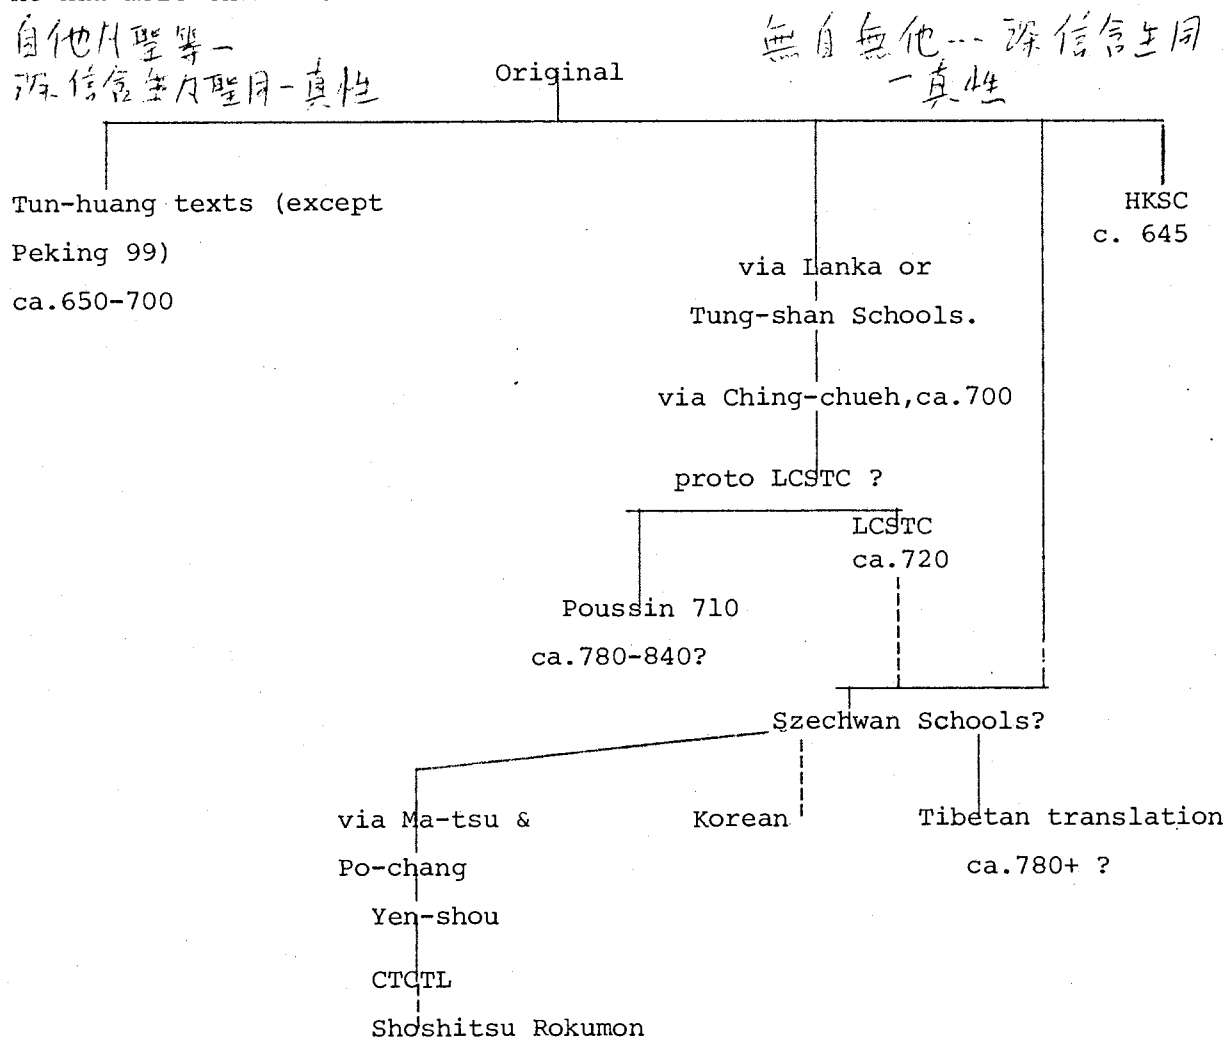 自他凡聖等一
深信含生凡聖同一真性
無自無他…深信含生同
一真性
Original
Tun-huang texts (except
Peking 99)
ca.650-700
HKSC
c. 645
via Lanka or
Tung-shan Schools.
via Ching-chueh,ca.700
proto LCSTC ?
LCSTC
ca.720
Poussin 710
ca.780-840?
Szechwan Schools?
via Ma-tsu &
Po-chang
Yen-shou
CTCTL
Shoshitsu Rokumon
Korean
Tibetan translation
ca.780+ ?